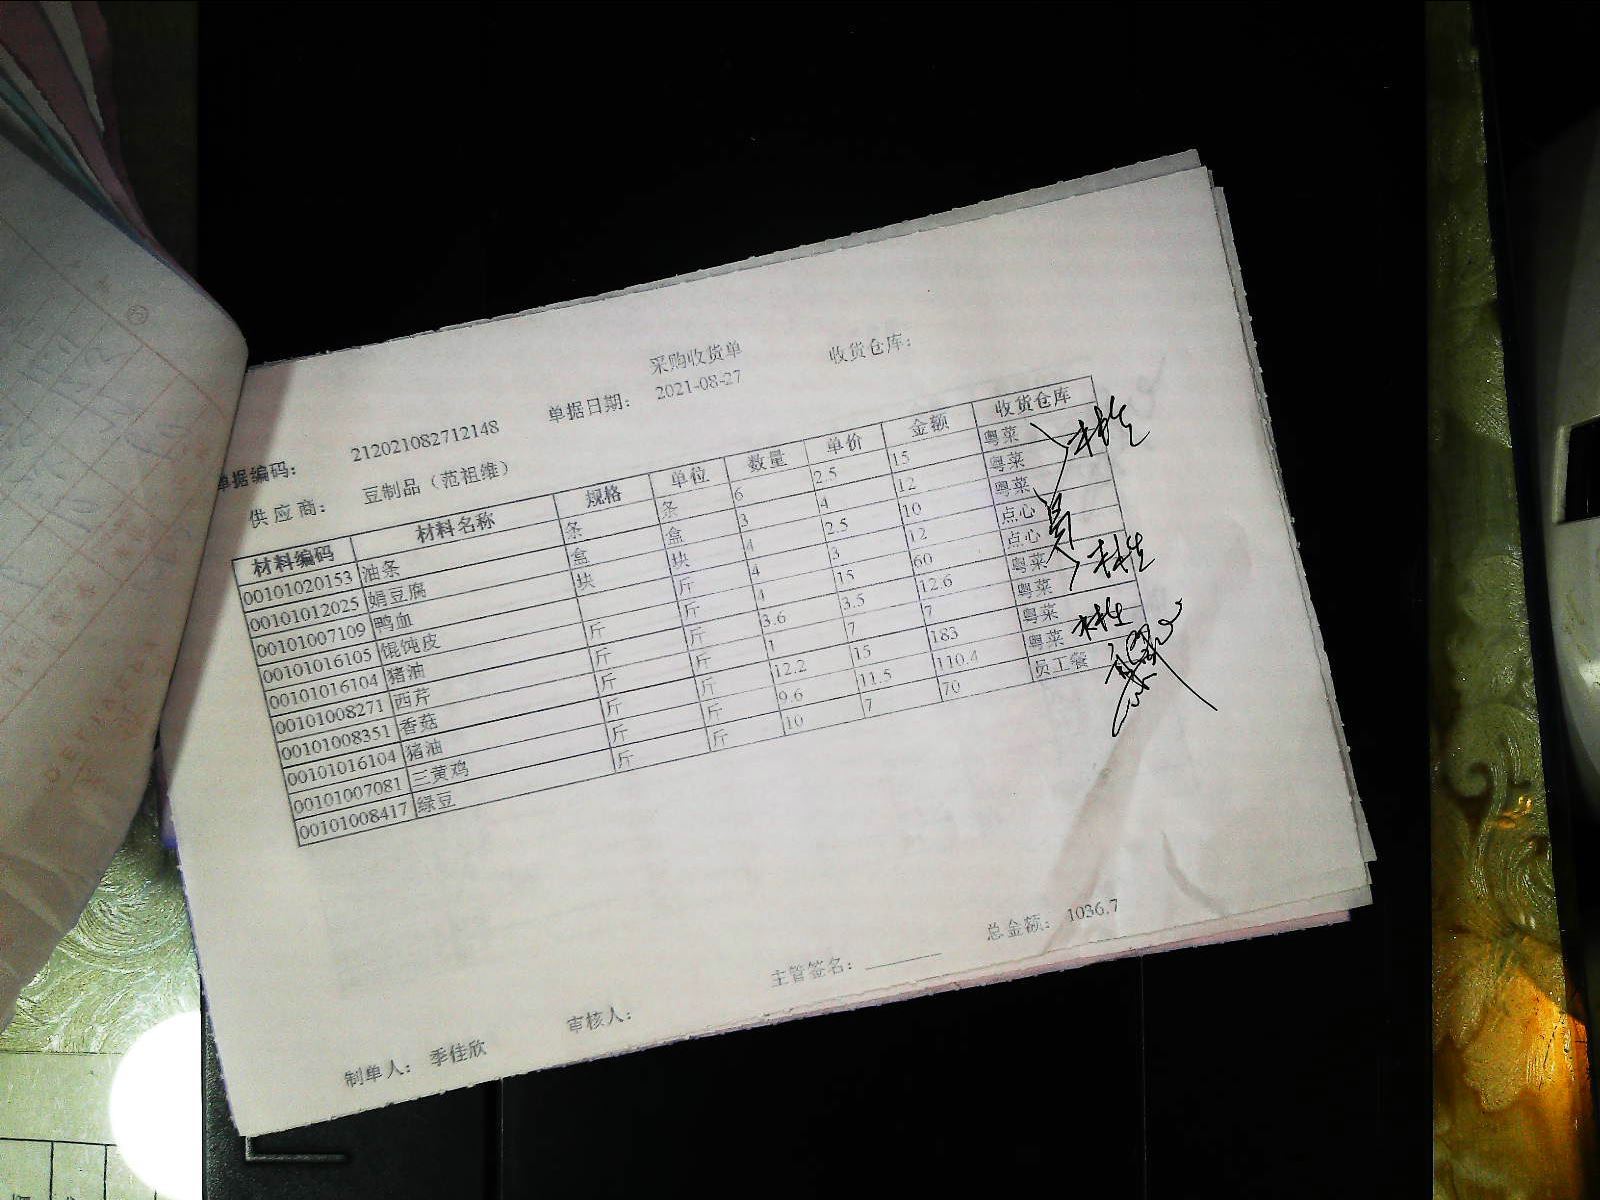 采购收货单
收货仓库：
单据编码： 212021082712148 单据日期： 2021-08-27
供应商： 豆制品（范祖维）
材料编码 材料名称 规格 单位 数量 单价 金额 收货仓库
00101020153 油条 条 条 6 2.5 15 粤菜
00101012025 娟豆腐 盒 盒 3 4 12 粤菜
00101007109 鸭血 块 块 4 2.5 10 粤菜
00101016105 馄饨皮 斤 4 3 12 点心
00101016104 猪油 斤 斤 4 15 60 点心
00101008271 西芹 斤 斤 3.6 3.5 12.6 粤菜
00101008351 香菇 斤 斤 1 7 7 粤菜
00101016104 猪油 斤 斤 12.2 15 183 粤菜
00101007081 三黄鸡 斤 斤 9.6 11.5 110.4 粤菜
00101008417 绿豆 斤 斤 10 7 70 员工餐
总金额： 1036.7
制单人： 季佳欣 审核人： 主管签名：